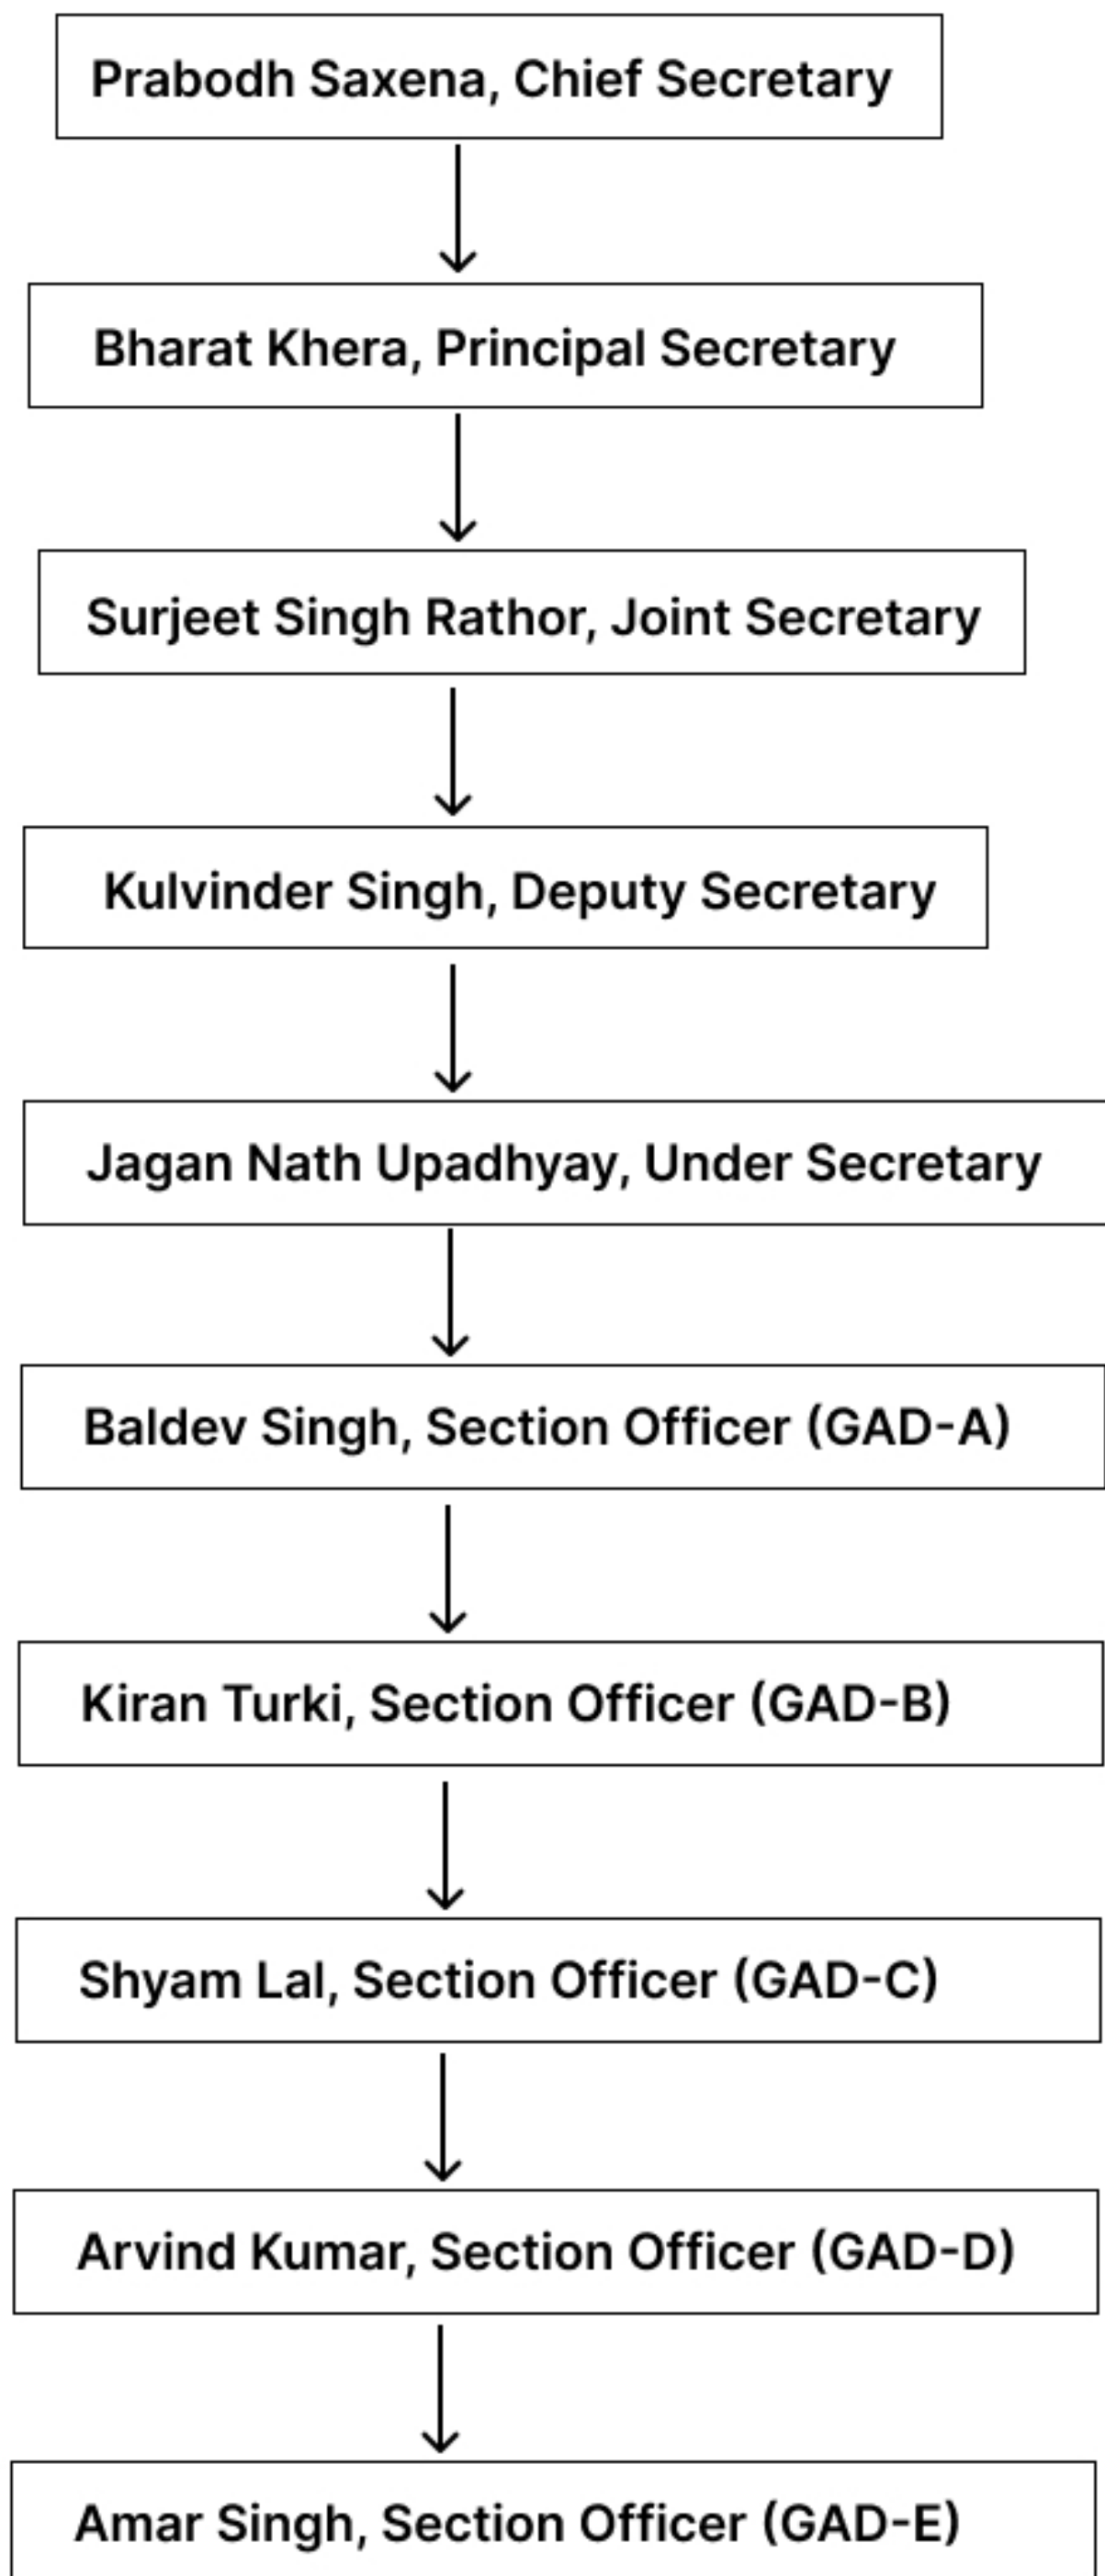 Prabodh Saxena, Chief Secretary
Bharat Khera, Principal Secretary
Surjeet Singh Rathor, Joint Secretary
Kulvinder Singh, Deputy Secretary
Jagan Nath Upadhyay, Under Secretary
Baldev Singh, Section Officer (GAD-A)
Kiran Turki, Section Officer (GAD-B)
Shyam Lal, Section Officer (GAD-C)
Arvind Kumar, Section Officer (GAD-D)
Amar Singh, Section Officer (GAD-E)